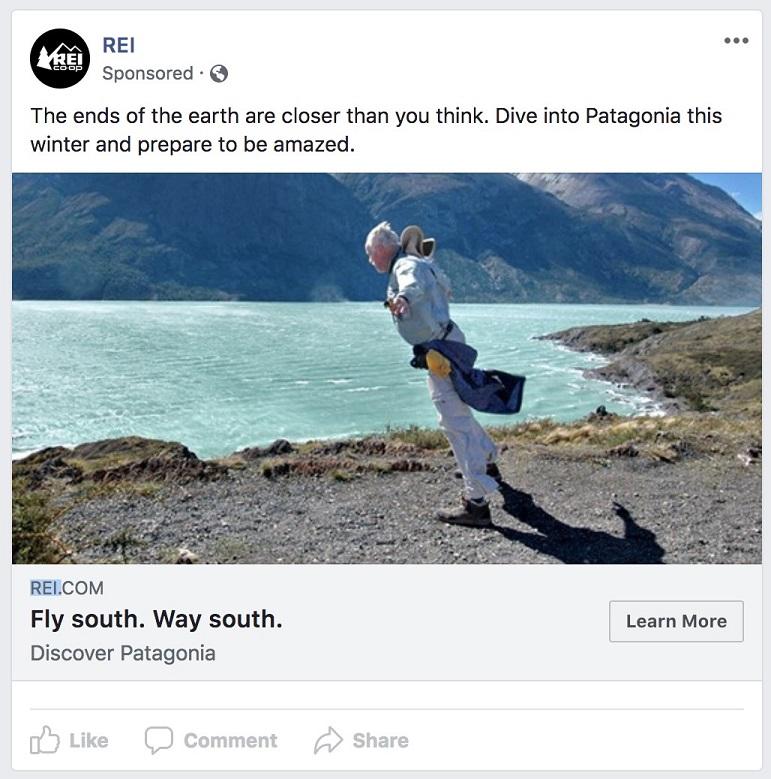 REI
CO·OP
REI
Sponsored ·
The ends of the earth are closer than you think. Dive into Patagonia this
winter and prepare to be amazed.
REI.COM
Fly south. Way south.
Discover Patagonia
Learn More
Like
Comment
Share